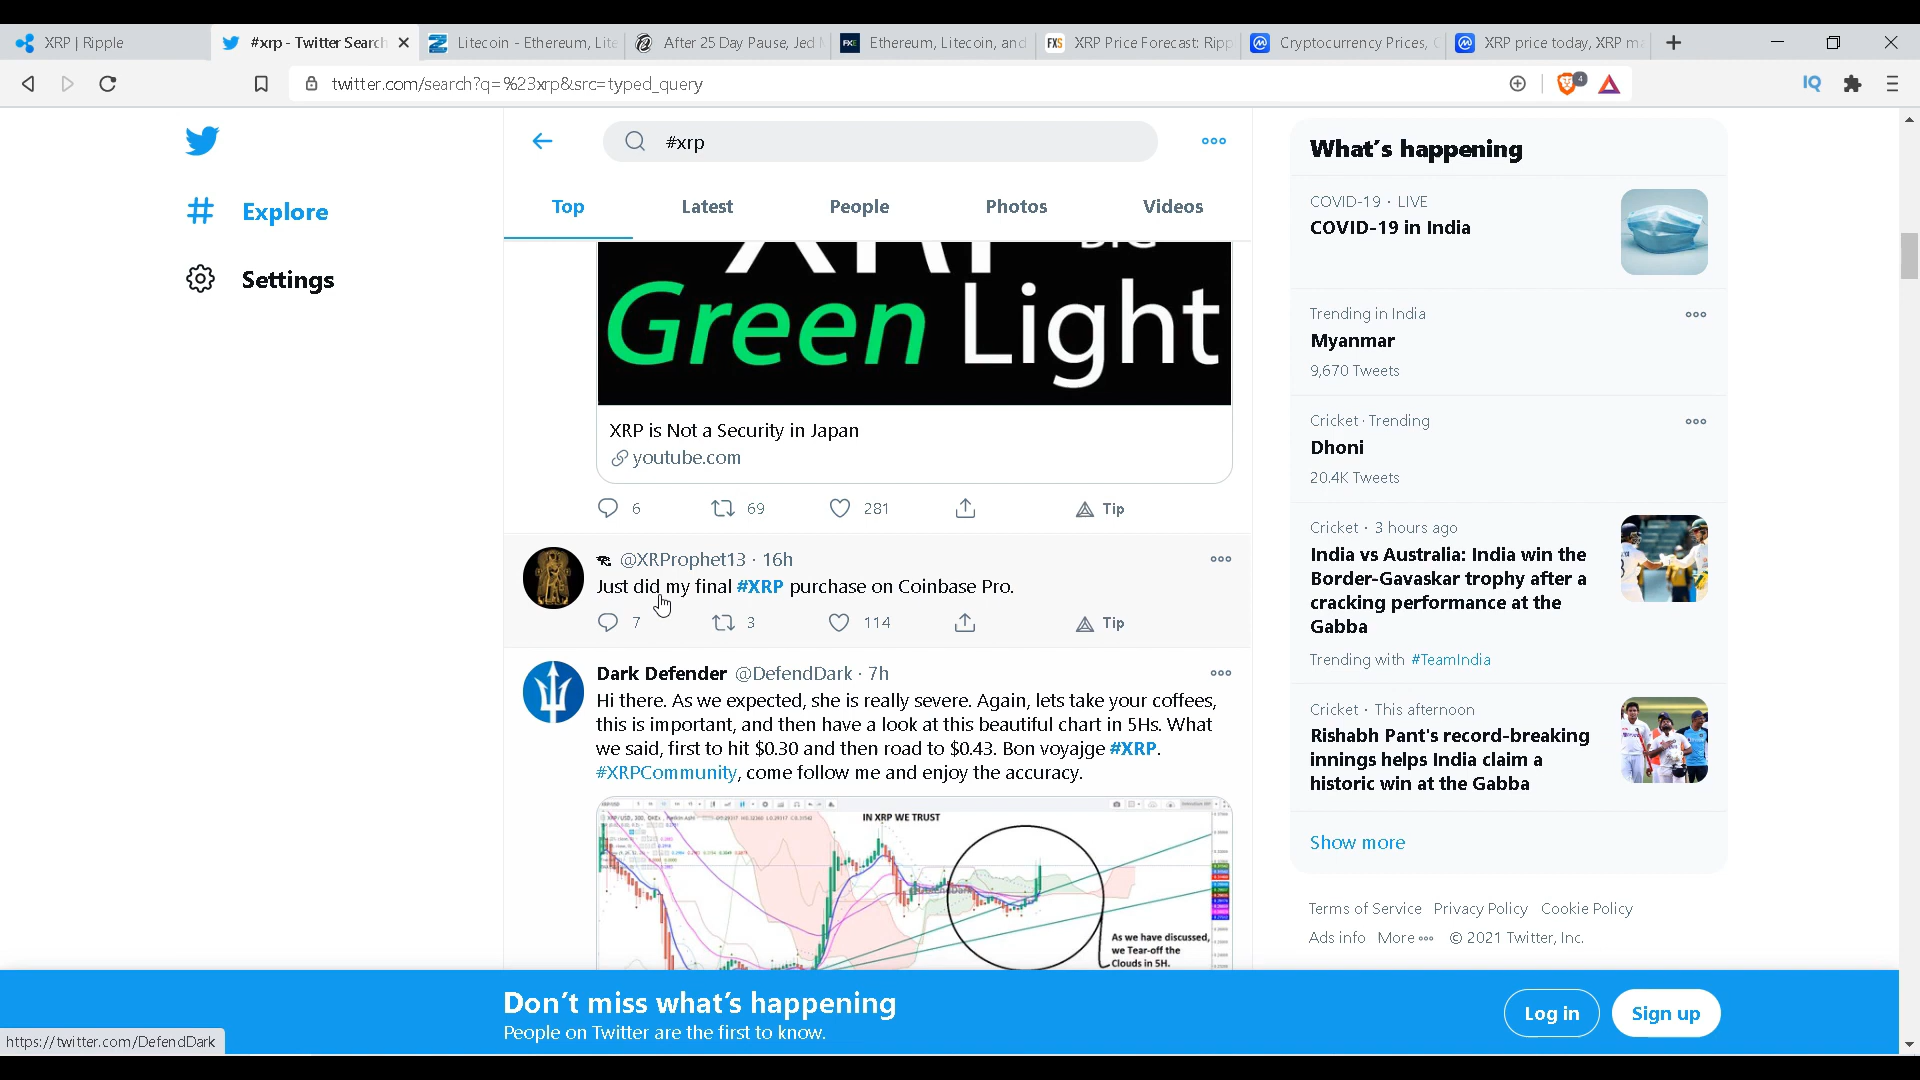 XRP | Ripple
#xrp - Twitter Search
Litecoin - Ethereum, Lite
After 25 Day Pause, Jed
FXE
Ethereum, Litecoin, and
FXS
XRP Price Forecast: Ripp
Cryptocurrency Prices,
XRP price today, XRP ma
twitter.com/search?q=%23xrp&src=typed_query
4
IQ
#xrp
Explore
Settings
Top
Latest
People
Photos
Videos
Green Light
XRP is Not a Security in Japan
youtube.com
6
69
281
Tip
@XRProphet13 · 16h
Just did my final #XRP purchase on Coinbase Pro.
7
3
114
Tip
Dark Defender @DefendDark · 7h
Hi there. As we expected, she is really severe. Again, lets take your coffees,
this is important, and then have a look at this beautiful chart in 5Hs. What
we said, first to hit $0.30 and then road to $0.43. Bon voyajge #XRP.
#XRPCommunity, come follow me and enjoy the accuracy.
IN XRP WE TRUST
As we have discussed,
we Tear-off the
Clouds in 5H.
What's happening
COVID-19 · LIVE
COVID-19 in India
Trending in India
Myanmar
9,670 Tweets
Cricket · Trending
Dhoni
20.4K Tweets
Cricket · 3 hours ago
India vs Australia: India win the
Border-Gavaskar trophy after a
cracking performance at the
Gabba
Trending with #TeamIndia
Cricket · This afternoon
Rishabh Pant's record-breaking
innings helps India claim a
historic win at the Gabba
Show more
Terms of Service Privacy Policy Cookie Policy
Ads info More © 2021 Twitter, Inc.
Don't miss what's happening
People on Twitter are the first to know.
Log in
Sign up
https://twitter.com/DefendDark